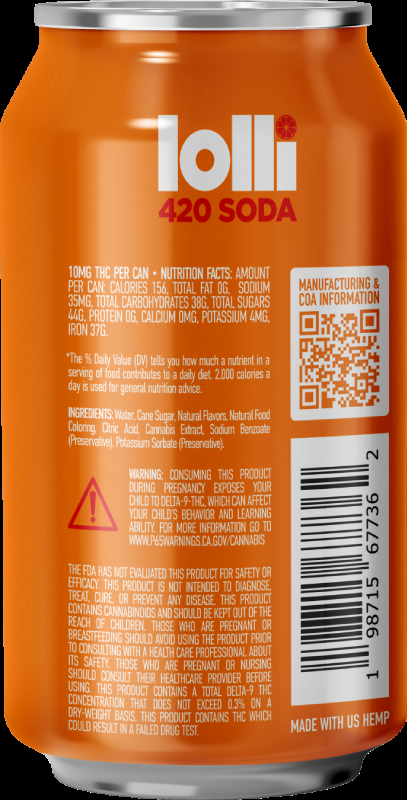 lolli
420 SODA
10MG THC PER CAN • NUTRITION FACTS: AMOUNT
PER CAN: CALORIES 156, TOTAL FAT 0G, SODIUM
35MG, TOTAL CARBOHYDRATES 38G, TOTAL SUGARS
44G, PROTEIN 0G, CALCIUM 0MG, POTASSIUM 4MG,
IRON 37G.
*The % Daily Value (DV) tells you how much a nutrient in a
serving of food contributes to a daily diet. 2,000 calories a
day is used for general nutrition advice.
INGREDIENTS: Water, Cane Sugar, Natural Flavors, Natural Food
Coloring, Citric Acid, Cannabis Extract, Sodium Benzoate
(Preservative), Potassium Sorbate (Preservative).
WARNING: CONSUMING THIS PRODUCT
DURING PREGNANCY EXPOSES YOUR
CHILD TO DELTA-9-THC, WHICH CAN AFFECT
YOUR CHILD'S BEHAVIOR AND LEARNING
ABILITY. FOR MORE INFORMATION GO TO
WWW.P65WARNINGS.CA.GOV/CANNABIS
THE FDA HAS NOT EVALUATED THIS PRODUCT FOR SAFETY OR
EFFICACY. THIS PRODUCT IS NOT INTENDED TO DIAGNOSE,
TREAT, CURE, OR PREVENT ANY DISEASE. THIS PRODUCT
CONTAINS CANNABINOIDS AND SHOULD BE KEPT OUT OF THE
REACH OF CHILDREN. THOSE WHO ARE PREGNANT OR
BREASTFEEDING SHOULD AVOID USING THE PRODUCT PRIOR
TO CONSULTING WITH A HEALTH CARE PROFESSIONAL ABOUT
ITS SAFETY. THOSE WHO ARE PREGNANT OR NURSING
SHOULD CONSULT THEIR HEALTHCARE PROVIDER BEFORE
USING. THIS PRODUCT CONTAINS A TOTAL DELTA-9 THC
CONCENTRATION THAT DOES NOT EXCEED 0.3% ON A
DRY-WEIGHT BASIS. THIS PRODUCT CONTAINS THC WHICH
COULD RESULT IN A FAILED DRUG TEST.
MANUFACTURING &
COA INFORMATION
1 98715 67736 2
MADE WITH US HEMP